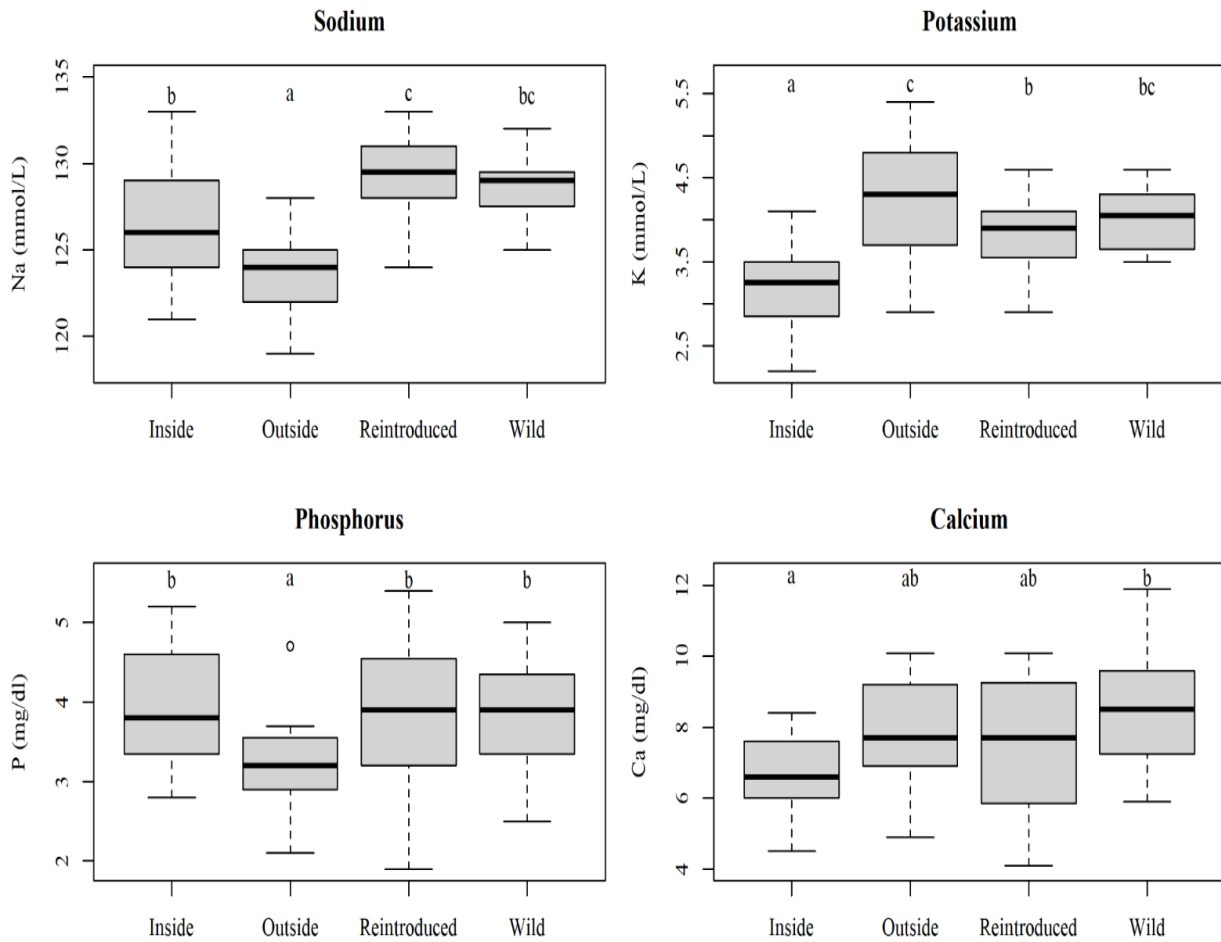 Sodium
Na (mmol/L)
135
130
125
120
b a c bc
Inside Outside Reintroduced Wild
Potassium
K (mmol/L)
5.5
4.5
3.5
2.5
a c b bc
Inside Outside Reintroduced Wild
Phosphorus
P (mg/dl)
5
4
3
2
b a b b
Inside Outside Reintroduced Wild
Calcium
Ca (mg/dl)
12
10
8
6
4
a ab ab b
Inside Outside Reintroduced Wild